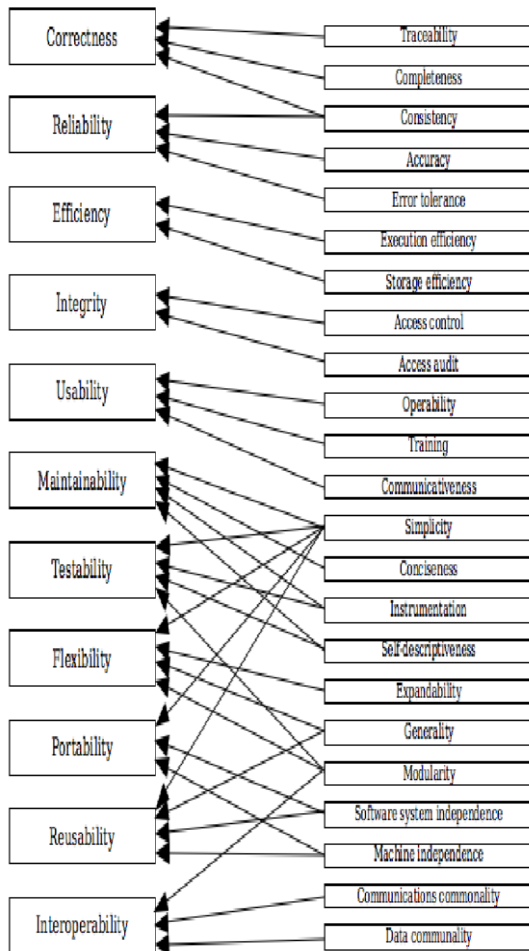 Correctness
Reliability
Efficiency
Integrity
Usability
Maintainability
Testability
Flexibility
Portability
Reusability
Interoperability
Traceability
Completeness
Consistency
Accuracy
Error tolerance
Execution efficiency
Storage efficiency
Access control
Access audit
Operability
Training
Communicativeness
Simplicity
Conciseness
Instrumentation
Self-descriptiveness
Expandability
Generality
Modularity
Software system independence
Machine independence
Communications commonality
Data communality